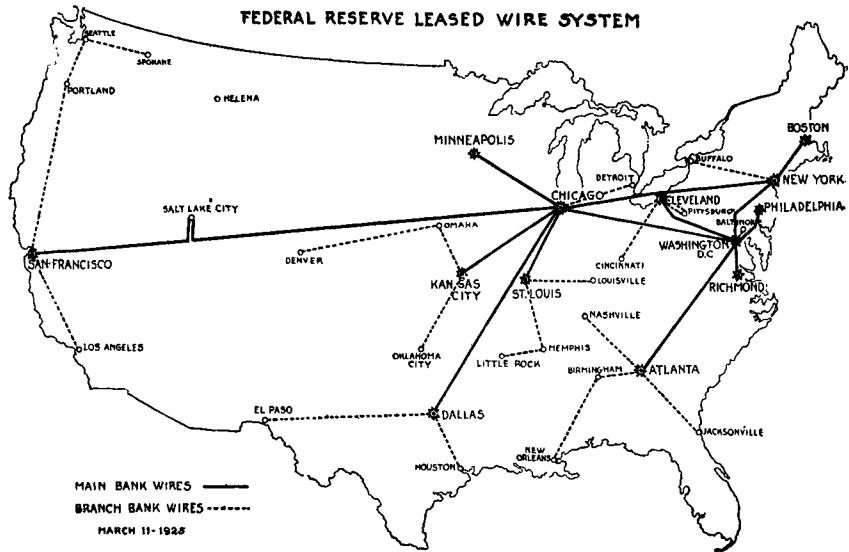 FEDERAL RESERVE LEASED WIRE SYSTEM
SEATTLE
SPOKANE
PORTLAND
HELENA
BOSTON
MINNEAPOLIS
BUFFALO
DETROIT
NEW YORK
CHICAGO
CLEVELAND
PITTSBURG
PHILADELPHIA
SALT LAKE CITY
BALTIMORE
OMAHA
WASHINGTON
D.C
DENVER
SAN FRANCISCO
CINCINNATI
KANSAS
CITY
ST. LOUIS
LOUISVILLE
RICHMOND
NASHVILLE
LOS ANGELES
OKLAHOMA
CITY
MEMPHIS
LITTLE ROCK
BIRMINGHAM
ATLANTA
EL PASO
DALLAS
JACKSONVILLE
NEW
ORLEANS
HOUSTON
MAIN BANK WIRES
BRANCH BANK WIRES
MARCH 11-1925